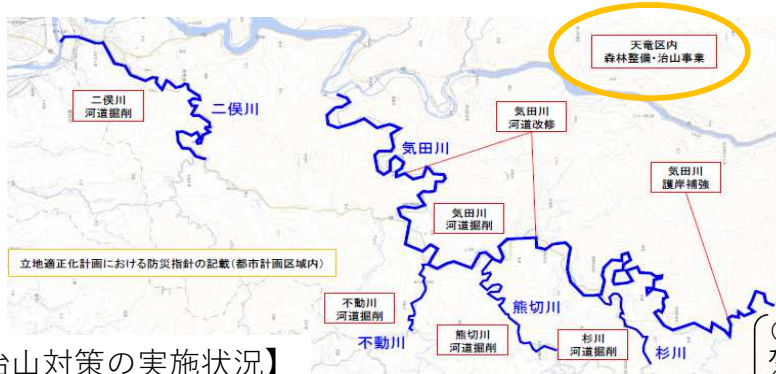 天竜区内
森林整備・治山事業
二俣川
河道掘削
二俣川
気田川
河道改修
気田川
気田川
護岸補強
気田川
河道掘削
立地適正化計画における防災指針の記載(都市計画区域内)
不動川
河道掘削
不動川
熊切川
熊切川
河道掘削
杉川
河道掘削
杉川
治山対策の実施状況】